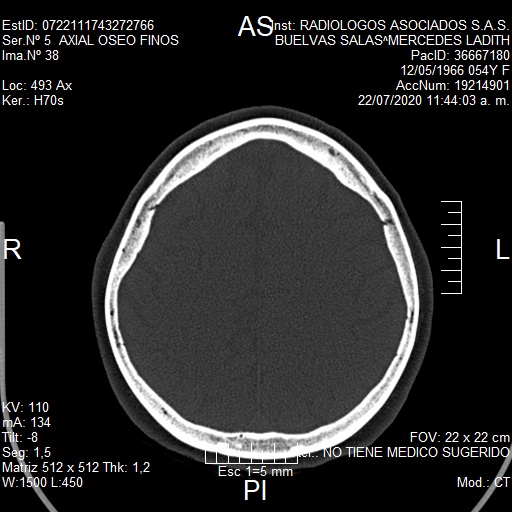 EstID: 0722111743272766
Ser.Nº 5 AXIAL OSEO FINOS
Ima.Nº 38
Loc: 493 Ax
Ker.: H70s
AS
Inst: RADIOLOGOS ASOCIADOS S.A.S.
BUELVAS SALAS^MERCEDES LADITH
PacID: 36667180
12/05/1966 054Y F
AccNum: 19214901
22/07/2020 11:44:03 a. m.
R
L
KV: 110
mA: 134
Tilt: -8
Seg: 1,5
Matriz 512 x 512 Thk: 1,2
W:1500 L:450
Esc 1=5 mm
PI
FOV: 22 x 22 cm
NO TIENE MEDICO SUGERIDO
Mod.: CT